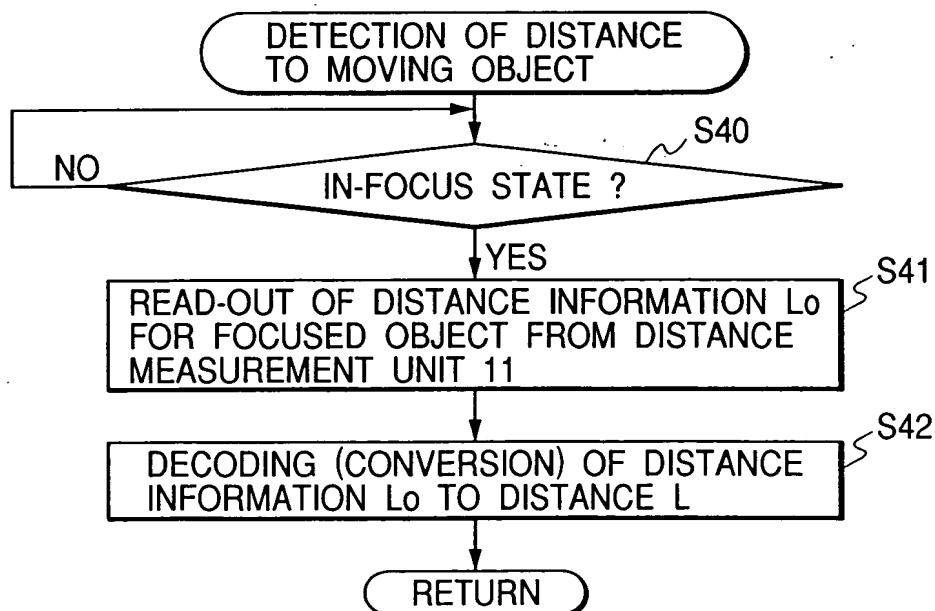 DETECTION OF DISTANCE
TO MOVING OBJECT
S40
NO
IN-FOCUS STATE ?
YES
S41
READ-OUT OF DISTANCE INFORMATION Lo
FOR FOCUSED OBJECT FROM DISTANCE
MEASUREMENT UNIT 11
S42
DECODING (CONVERSION) OF DISTANCE
INFORMATION Lo TO DISTANCE L
RETURN